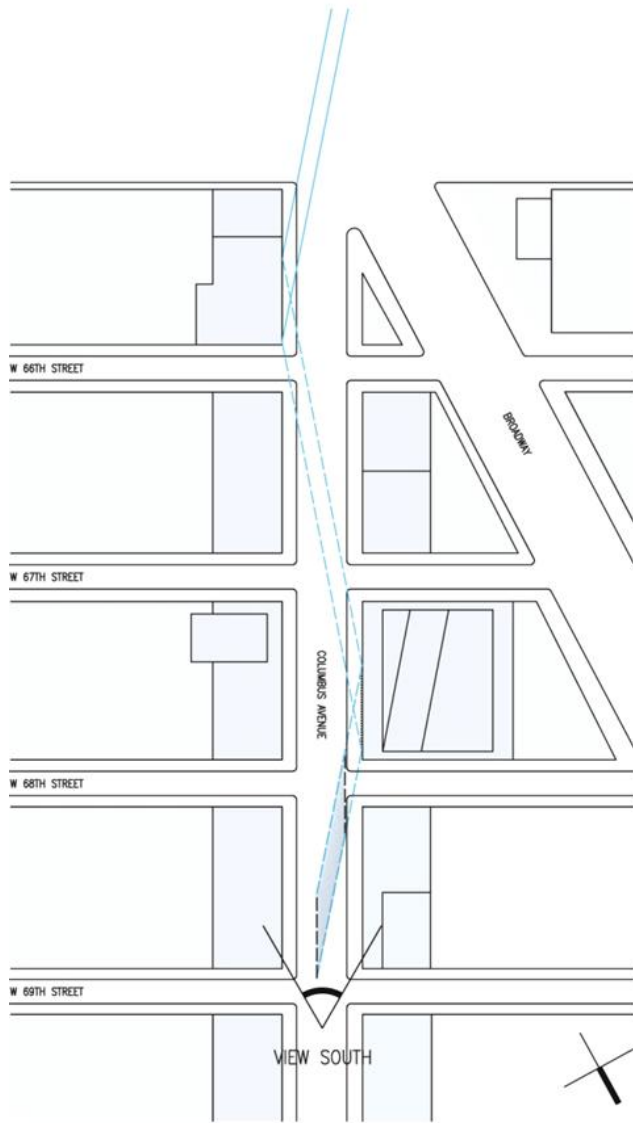 W 66TH STREET
BROADWAY
W 67TH STREET
COLUMBUS AVENUE
W 68TH STREET
W 69TH STREET
VIEW SOUTH